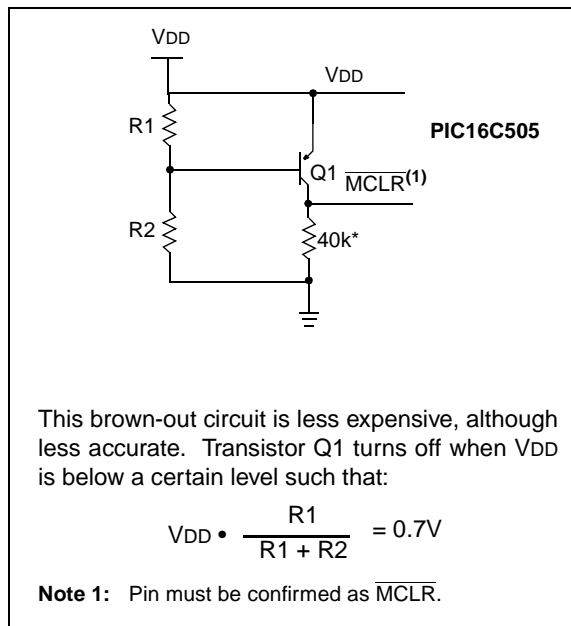 VDD
VDD
R1
PIC16C505
Q1
MCLR(1)
R2
40k*
This brown-out circuit is less expensive, although
less accurate. Transistor Q1 turns off when VDD
is below a certain level such that:
VDD • R1 / R1 + R2 = 0.7V
Note 1: Pin must be confirmed as MCLR.